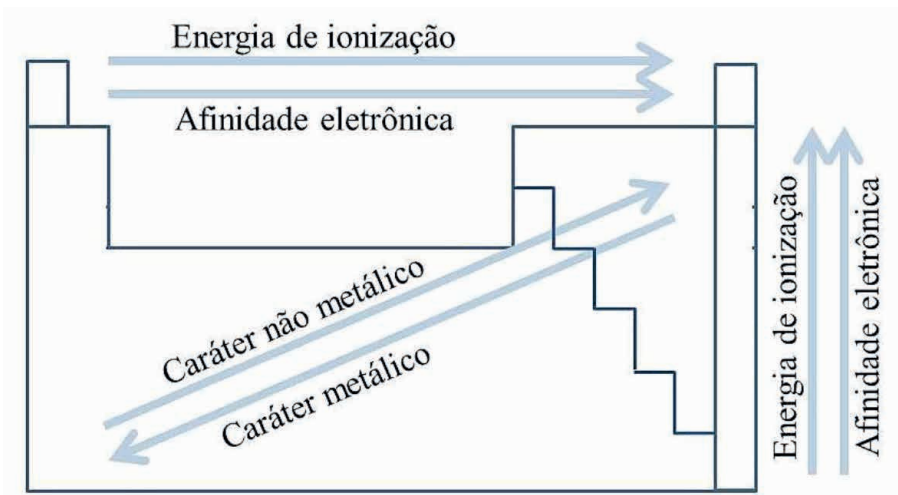 Energia de ionização
Afinidade eletrônica
Caráter não metálico
Caráter metálico
Energia de ionização
Afinidade eletrônica